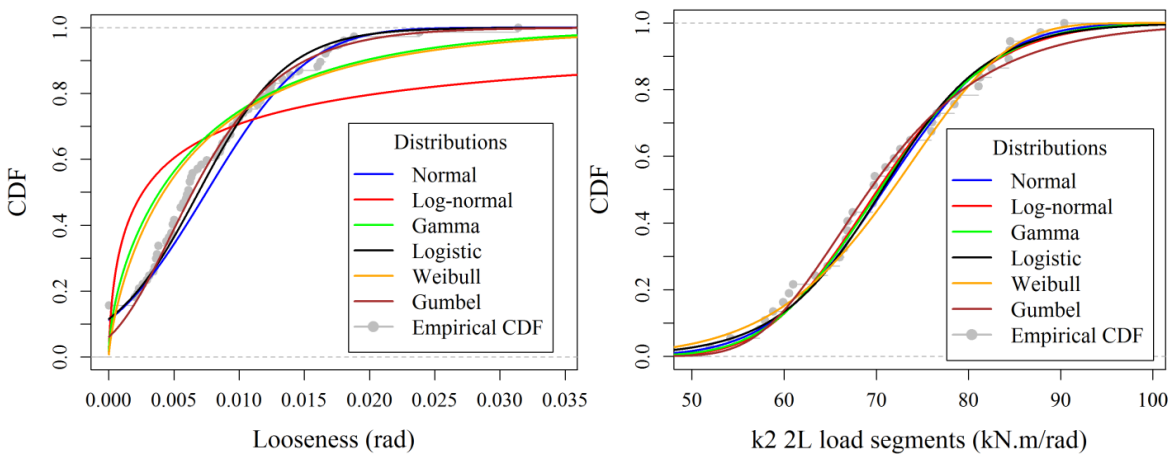 CDF
1.0
0.8
0.6
0.4
0.2
0.0
Distributions
Normal
Log-normal
Gamma
Logistic
Weibull
Gumbel
Empirical CDF
0.000 0.005 0.010 0.015 0.020 0.025 0.030 0.035
Looseness (rad)
CDF
1.0
0.8
0.6
0.4
0.2
0.0
Distributions
Normal
Log-normal
Gamma
Logistic
Weibull
Gumbel
Empirical CDF
50 60 70 80 90 100
k2 2L load segments (kN.m/rad)